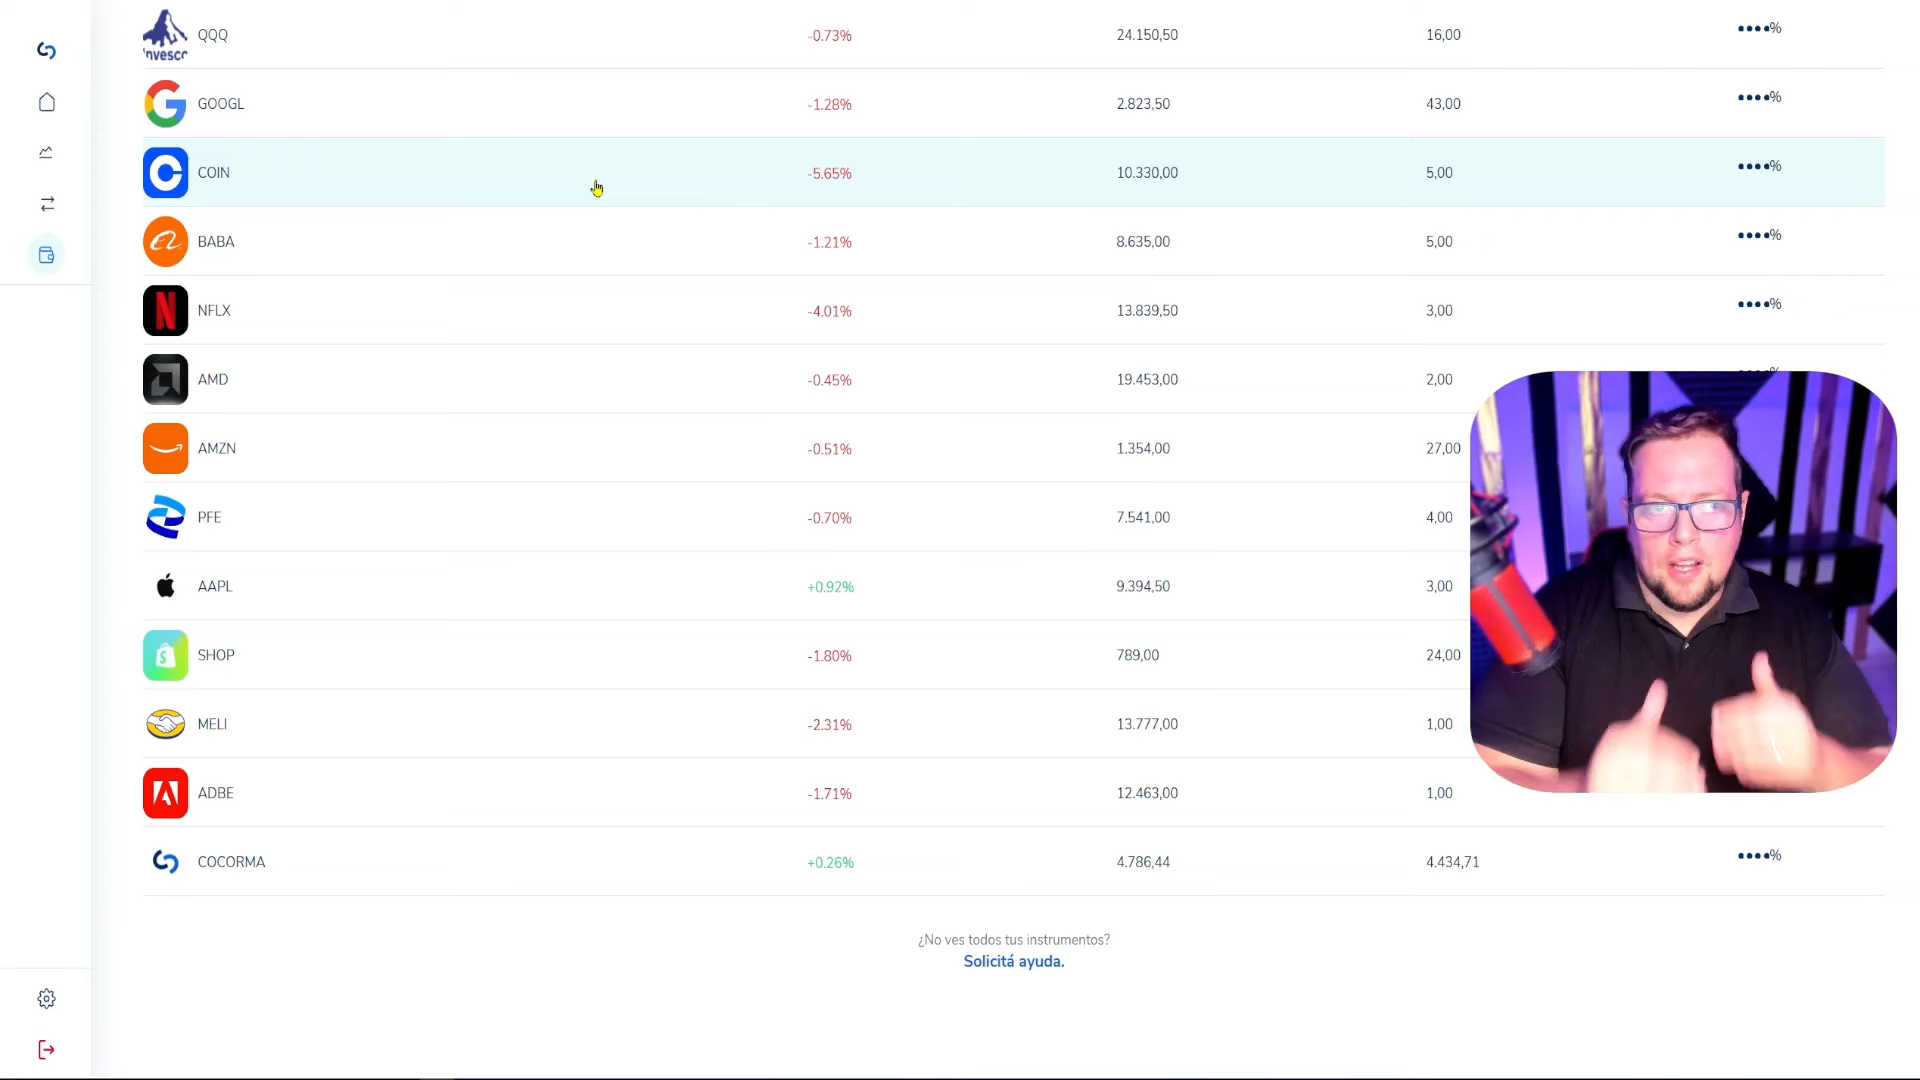 Invesco QQQ -0.73% 24.150,50 16,00 ••••%
GOOGL -1.28% 2.823,50 43,00 ••••%
COIN -5.65% 10.330,00 5,00 ••••%
BABA -1.21% 8.635,00 5,00 ••••%
NFLX -4.01% 13.839,50 3,00 ••••%
AMD -0.45% 19.453,00 2,00
AMZN -0.51% 1.354,00 27,00
PFE -0.70% 7.541,00 4,00
AAPL +0.92% 9.394,50 3,00
SHOP -1.80% 789,00 24,00
MELI -2.31% 13.777,00 1,00
ADBE -1.71% 12.463,00 1,00
COCORMA +0.26% 4.786,44 4.434,71 ••••%
¿No ves todos tus instrumentos?
Solicitá ayuda.